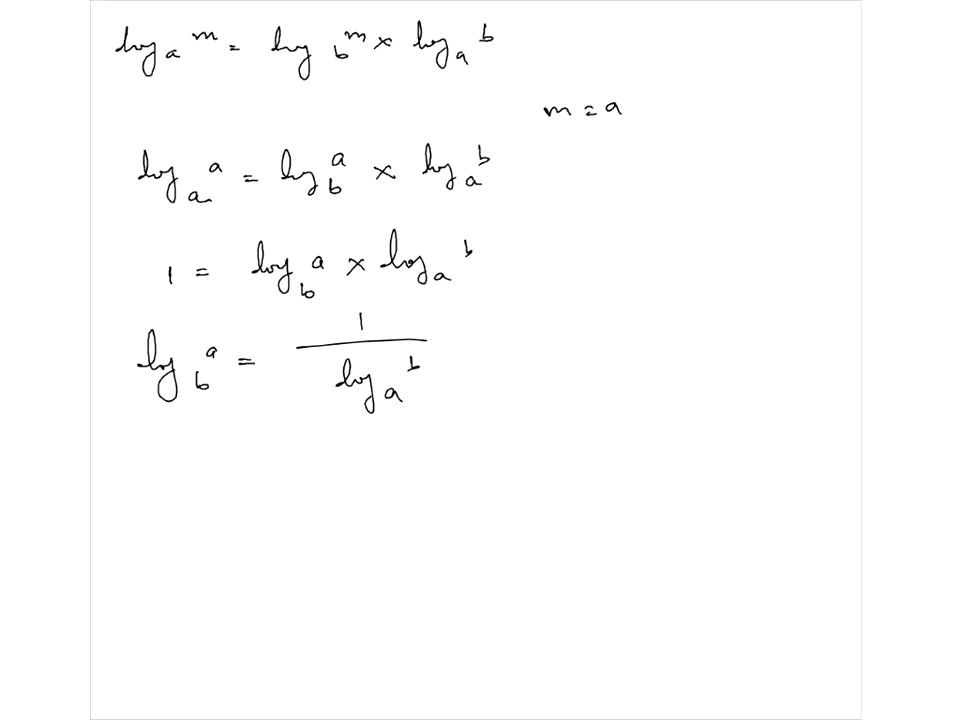 log_a m = log_b m × log_a b
m = a
log_a a = log_b a × log_a b
1 = log_b a × log_a b
log_b a = 1 / log_a b